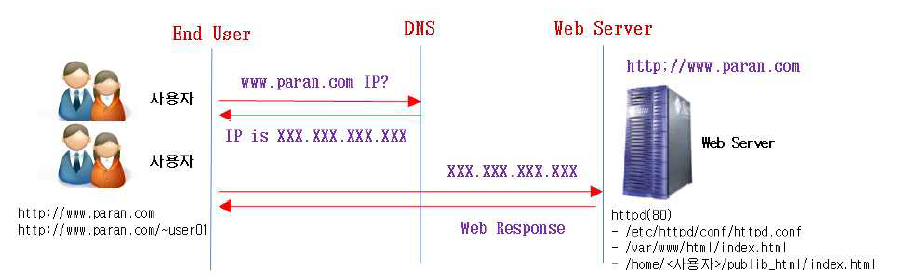 End User
DNS
Web Server
http;//www.paran.com
www.paran.com IP?
사용자
IP is XXX.XXX.XXX.XXX
사용자
Web Server
XXX.XXX.XXX.XXX
Web Response
http://www.paran.com
http://www.paran.com/~user01
httpd(80)
- /etc/httpd/conf/httpd.conf
- /var/www/html/index.html
- /home/<사용자>/publib_html/index.html